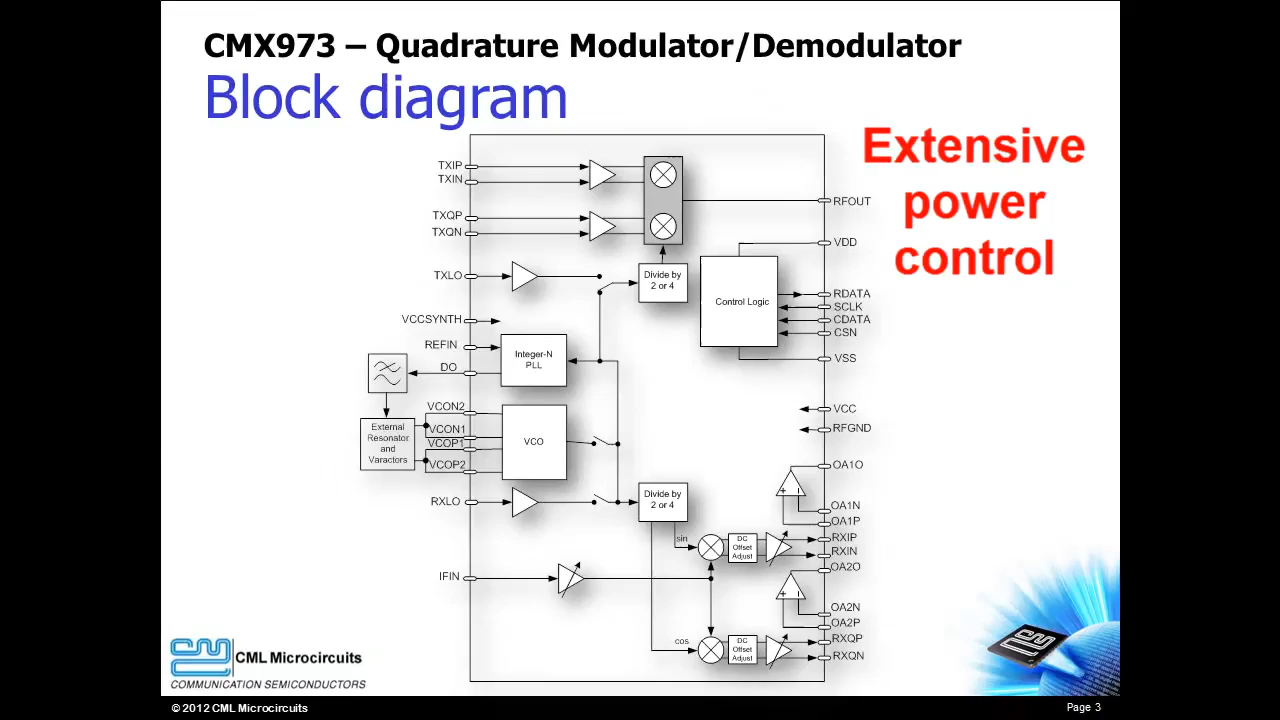 CMX973 – Quadrature Modulator/Demodulator
Block diagram
Extensive
power
control
TXIP
TXIN
TXQP
TXQN
TXLO
VCCSYNTH
REFIN
DO
VCON2
VCON1
VCOP1
VCOP2
RXLO
IFIN
External
Resonator
and
Varactors
Integer-N
PLL
VCO
Divide by
2 or 4
Control Logic
Divide by
2 or 4
sin
cos
DC
Offset
Adjust
DC
Offset
Adjust
RFOUT
VDD
RDATA
SCLK
CDATA
CSN
VSS
VCC
RFGND
OA1O
OA1N
OA1P
RXIP
RXIN
OA2O
OA2N
OA2P
RXQP
RXQN
CML Microcircuits
COMMUNICATION SEMICONDUCTORS
© 2012 CML Microcircuits
Page 3